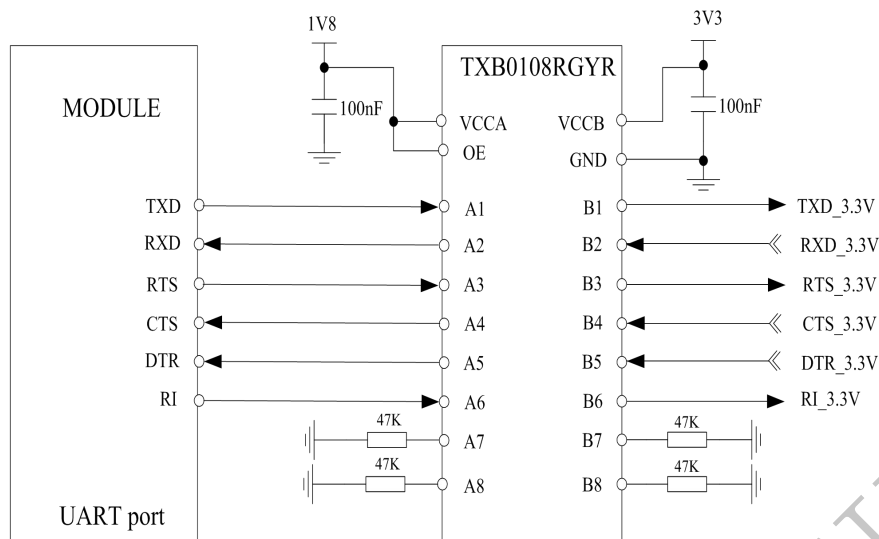 1V8
3V3
TXB0108RGYR
MODULE
100nF
100nF
VCCA
VCCB
OE
GND
TXD
A1
B1
TXD_3.3V
RXD
A2
B2
RXD_3.3V
RTS
A3
B3
RTS_3.3V
CTS
A4
B4
CTS_3.3V
DTR
A5
B5
DTR_3.3V
RI
A6
B6
RI_3.3V
47K
A7
B7
47K
47K
A8
B8
47K
UART port